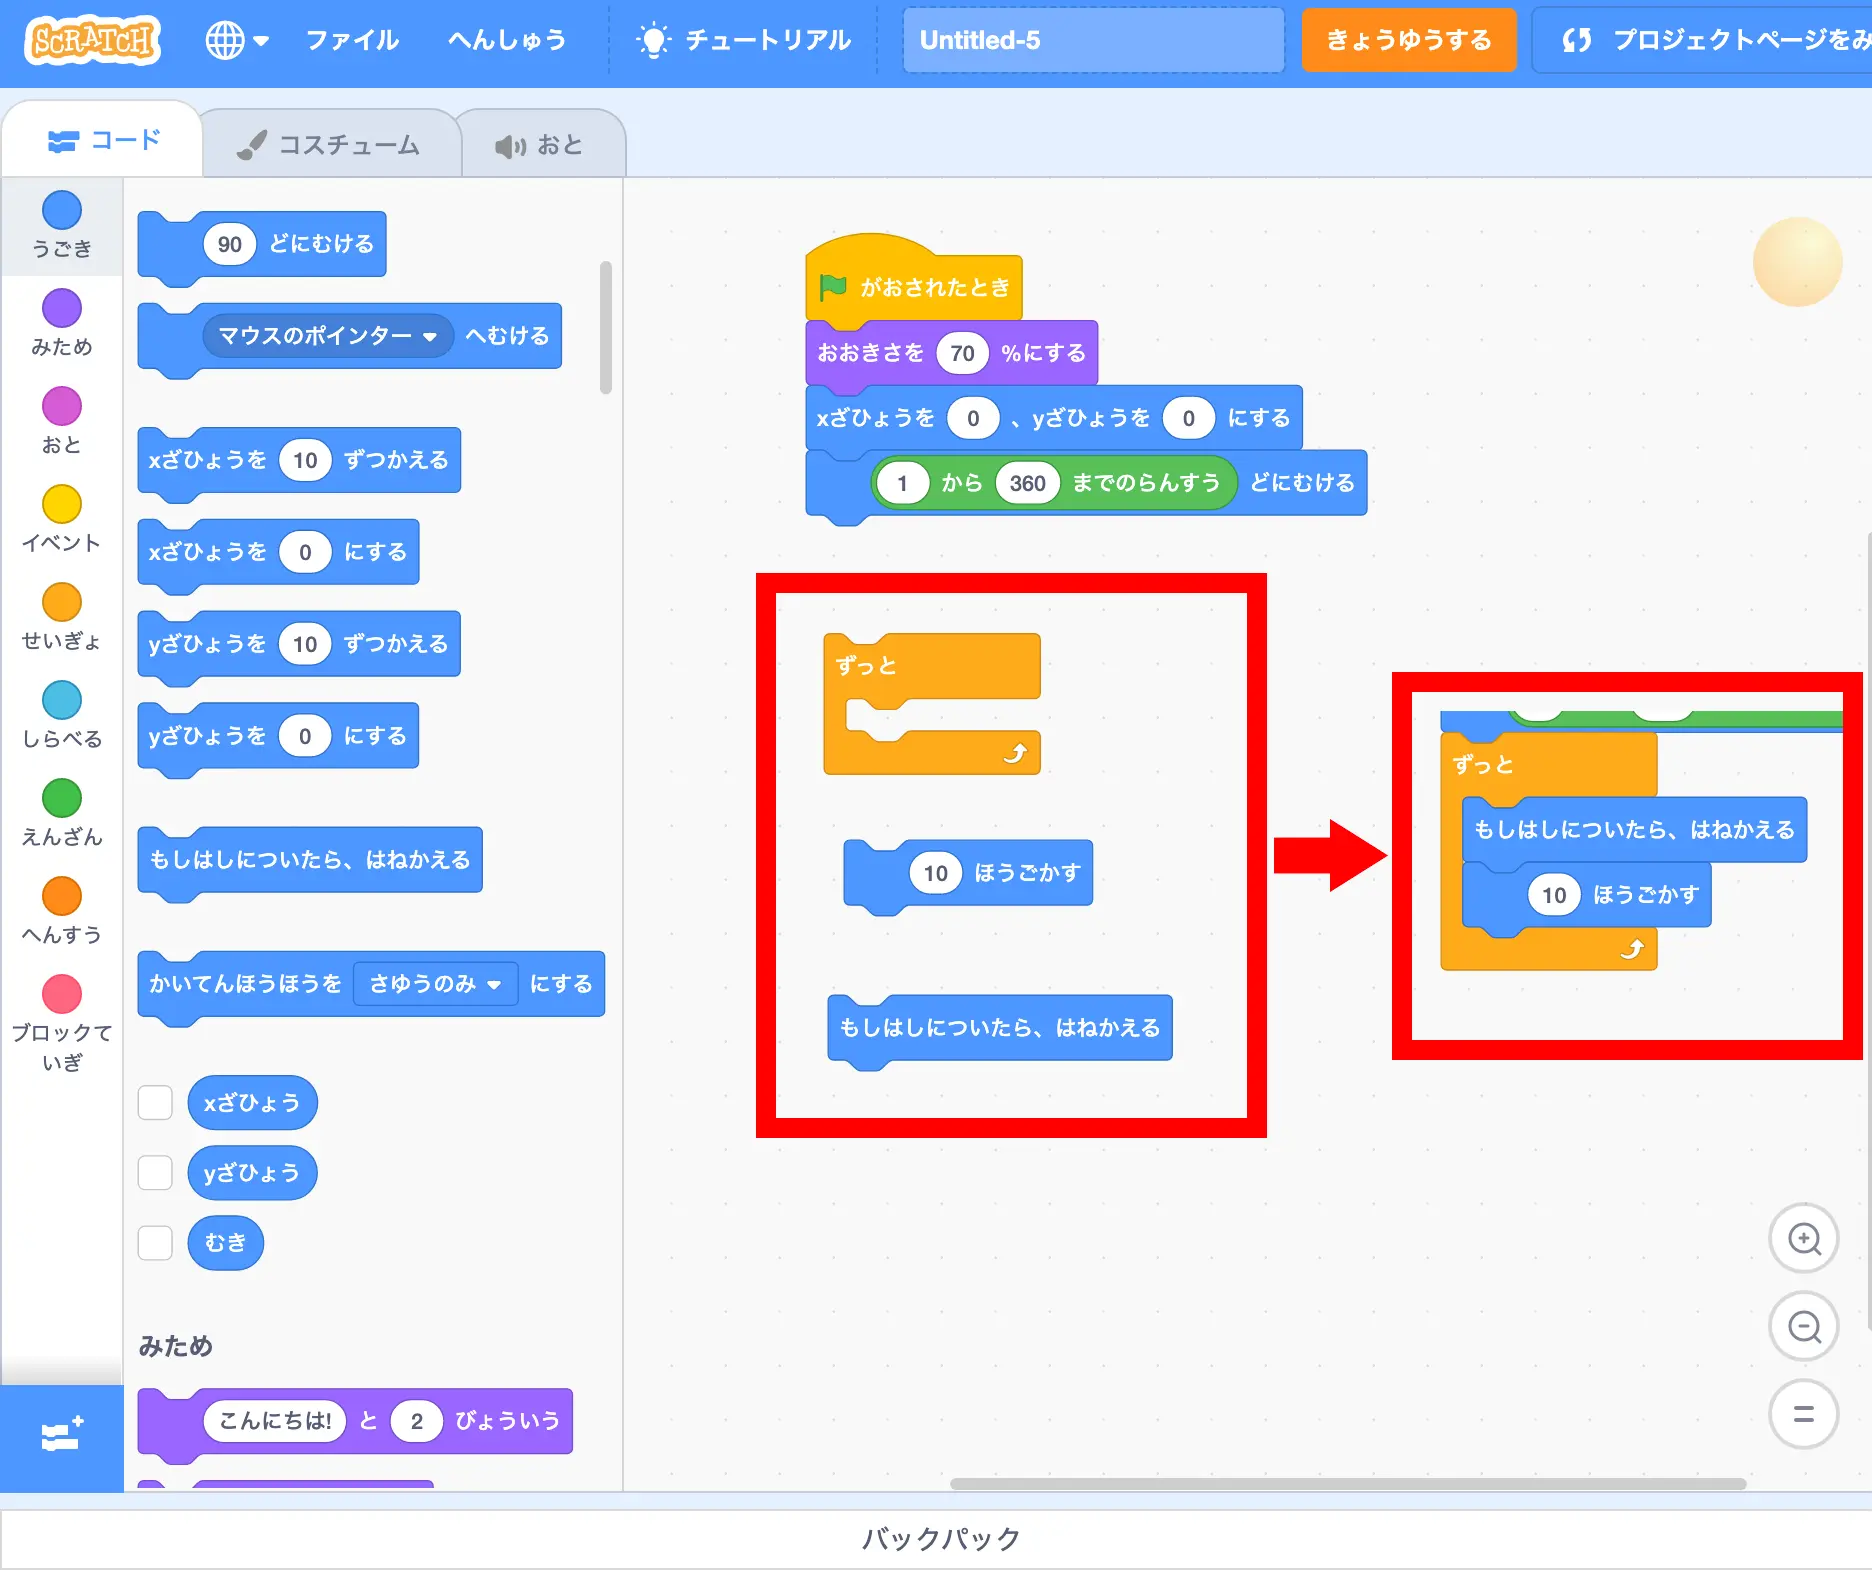 SCRATCH
ファイル
へんしゅう
チュートリアル
Untitled-5
きょうゆうする
プロジェクトページをみ
コード
コスチューム
おと
うごき
みため
おと
イベント
せいぎょ
しらべる
えんざん
へんすう
ブロックて
いぎ
90 どにむける
マウスのポインター へむける
xざひょうを 10 ずつかえる
xざひょうを 0 にする
yざひょうを 10 ずつかえる
yざひょうを 0 にする
もしはしについたら、はねかえる
かいてんほうほうを さゆうのみ にする
xざひょう
yざひょう
むき
みため
こんにちは! と 2 びょういう
がおされたとき
おおきさを 70 %にする
xざひょうを 0 、yざひょうを 0 にする
1 から 360 までのらんすう どにむける
ずっと
10 ほうごかす
もしはしについたら、はねかえる
ずっと
もしはしについたら、はねかえる
10 ほうごかす
バックパック